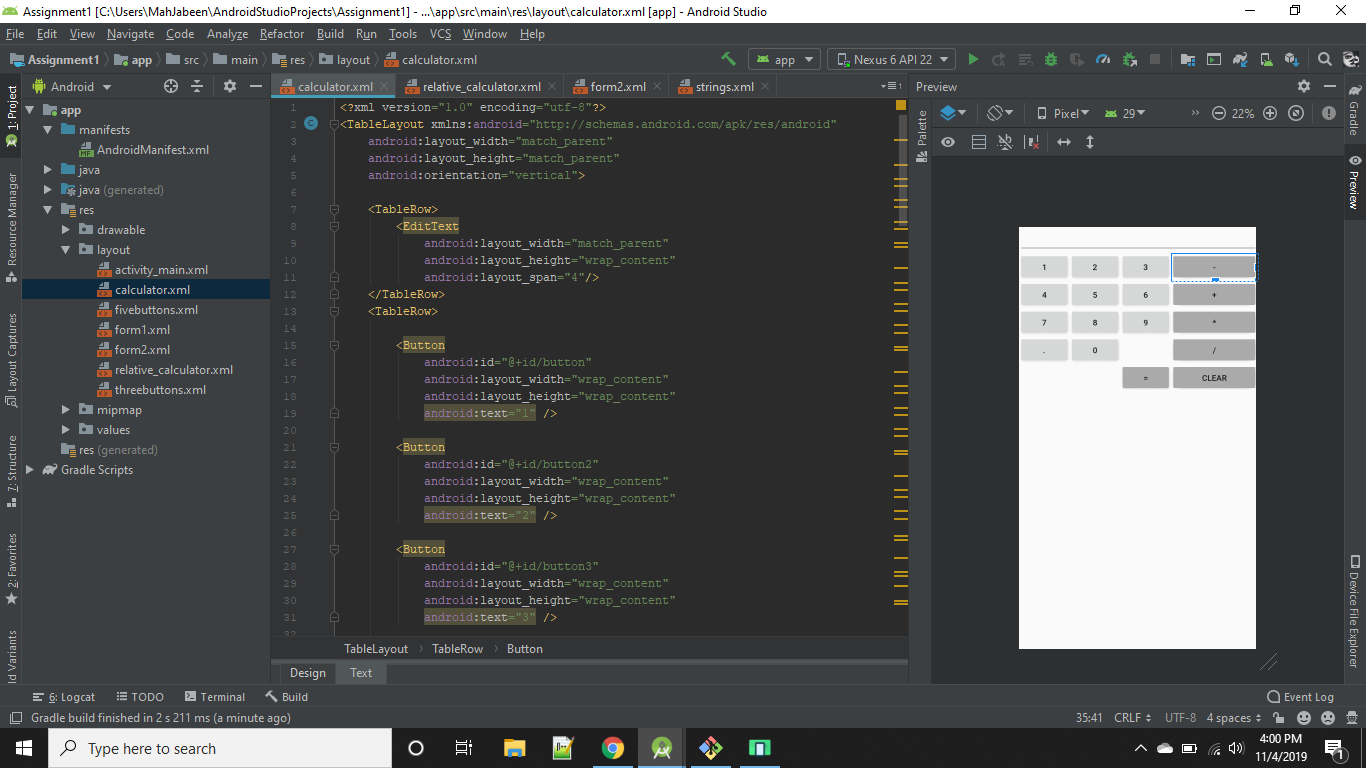 Assignment1 [C:\Users\MahJabeen\AndroidStudioProjects\Assignment1] - ...\app\src\main\res\layout\calculator.xml [app] - Android Studio
File Edit View Navigate Code Analyze Refactor Build Run Tools VCS Window Help
Assignment1 app src main res layout calculator.xml app Nexus 6 API 22
Android calculator.xml relative_calculator.xml form2.xml strings.xml Preview
1: Project
Resource Manager
Layout Captures
7: Structure
2: Favorites
ld Variants
app
manifests
AndroidManifest.xml
java
java (generated)
res
drawable
layout
activity_main.xml
calculator.xml
fivebuttons.xml
form1.xml
form2.xml
relative_calculator.xml
threebuttons.xml
mipmap
values
res (generated)
Gradle Scripts
1 <?xml version="1.0" encoding="utf-8"?>
2 <TableLayout xmlns:android="http://schemas.android.com/apk/res/android"
3 android:layout_width="match_parent"
4 android:layout_height="match_parent"
5 android:orientation="vertical">
6
7 <TableRow>
8 <EditText
9 android:layout_width="match_parent"
10 android:layout_height="wrap_content"
11 android:layout_span="4"/>
12 </TableRow>
13 <TableRow>
14
15 <Button
16 android:id="@+id/button"
17 android:layout_width="wrap_content"
18 android:layout_height="wrap_content"
19 android:text="1" />
20
21 <Button
22 android:id="@+id/button2"
23 android:layout_width="wrap_content"
24 android:layout_height="wrap_content"
25 android:text="2" />
26
27 <Button
28 android:id="@+id/button3"
29 android:layout_width="wrap_content"
30 android:layout_height="wrap_content"
31 android:text="3" />
32
TableLayout TableRow Button
Design Text
Palette
Pixel 29 » 22%
1 2 3 -
4 5 6 +
7 8 9 *
. 0 /
= CLEAR
Gradle
Preview
Device File Explorer
6: Logcat TODO Terminal Build Event Log
Gradle build finished in 2 s 211 ms (a minute ago) 35:41 CRLF UTF-8 4 spaces
Type here to search
4:00 PM
11/4/2019
1